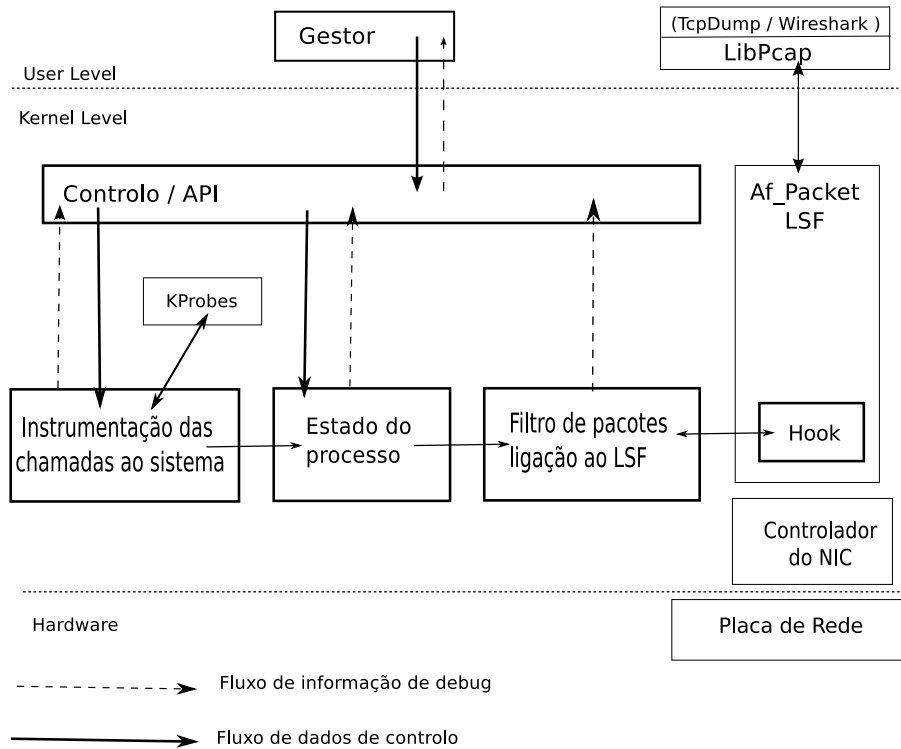 Gestor
(TcpDump / Wireshark )
LibPcap
User Level
Kernel Level
Controlo / API
Af_Packet
LSF
KProbes
Instrumentação das
chamadas ao sistema
Estado do
processo
Filtro de pacotes
ligação ao LSF
Hook
Controlador
do NIC
Hardware
Placa de Rede
Fluxo de informação de debug
Fluxo de dados de controlo